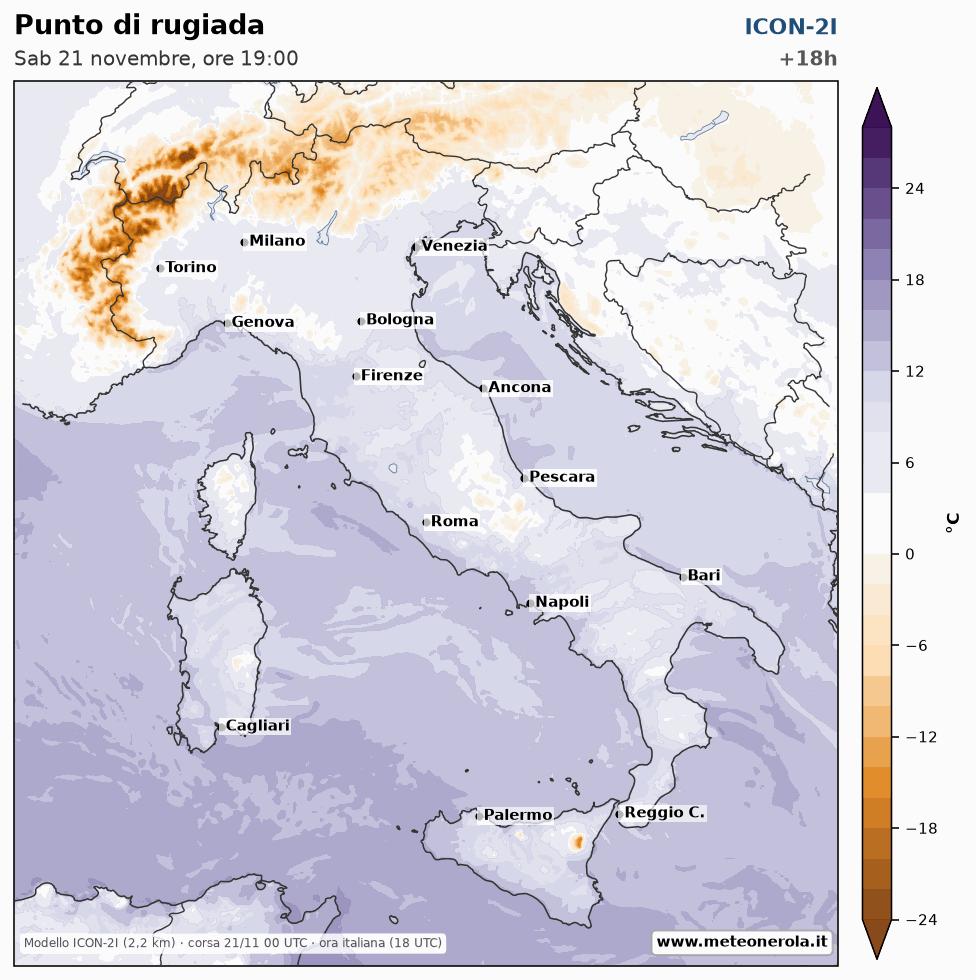 Punto di rugiada
ICON-2I
Sab 21 novembre, ore 19:00
+18h
Milano
Venezia
Torino
Genova
Bologna
Firenze
Ancona
Pescara
Roma
Bari
Napoli
Cagliari
Palermo
Reggio C.
24
18
12
6
0
−6
−12
−18
−24
°C
Modello ICON-2I (2,2 km) · corsa 21/11 00 UTC · ora italiana (18 UTC)
www.meteonerola.it